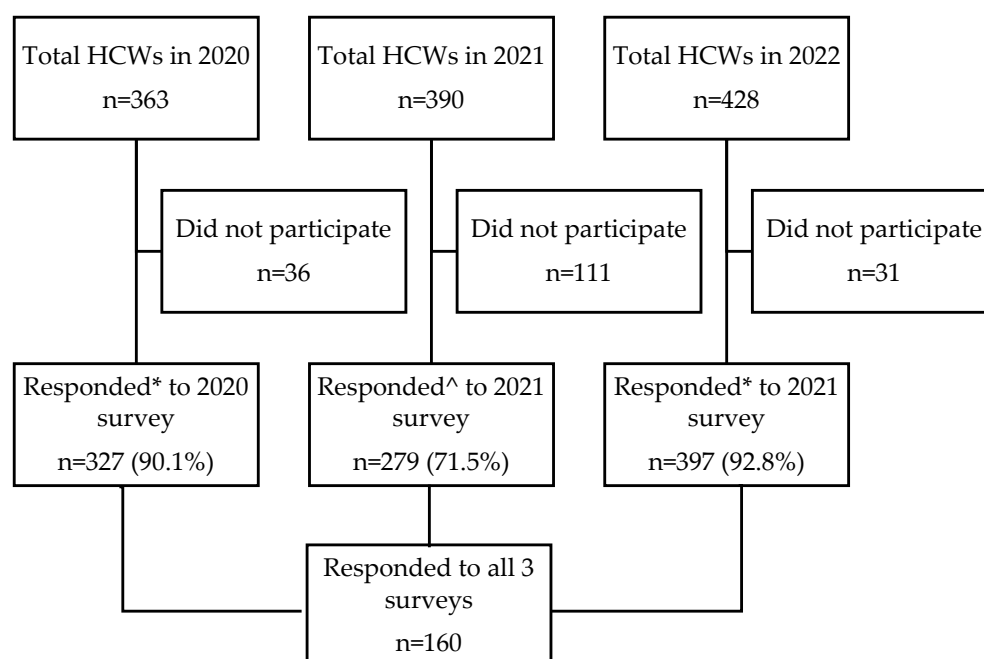 Total HCWs in 2020
n=363
Total HCWs in 2021
n=390
Total HCWs in 2022
n=428
Did not participate
n=36
Did not participate
n=111
Did not participate
n=31
Responded* to 2020
survey
n=327 (90.1%)
Responded^ to 2021
survey
n=279 (71.5%)
Responded* to 2021
survey
n=397 (92.8%)
Responded to all 3
surveys
n=160